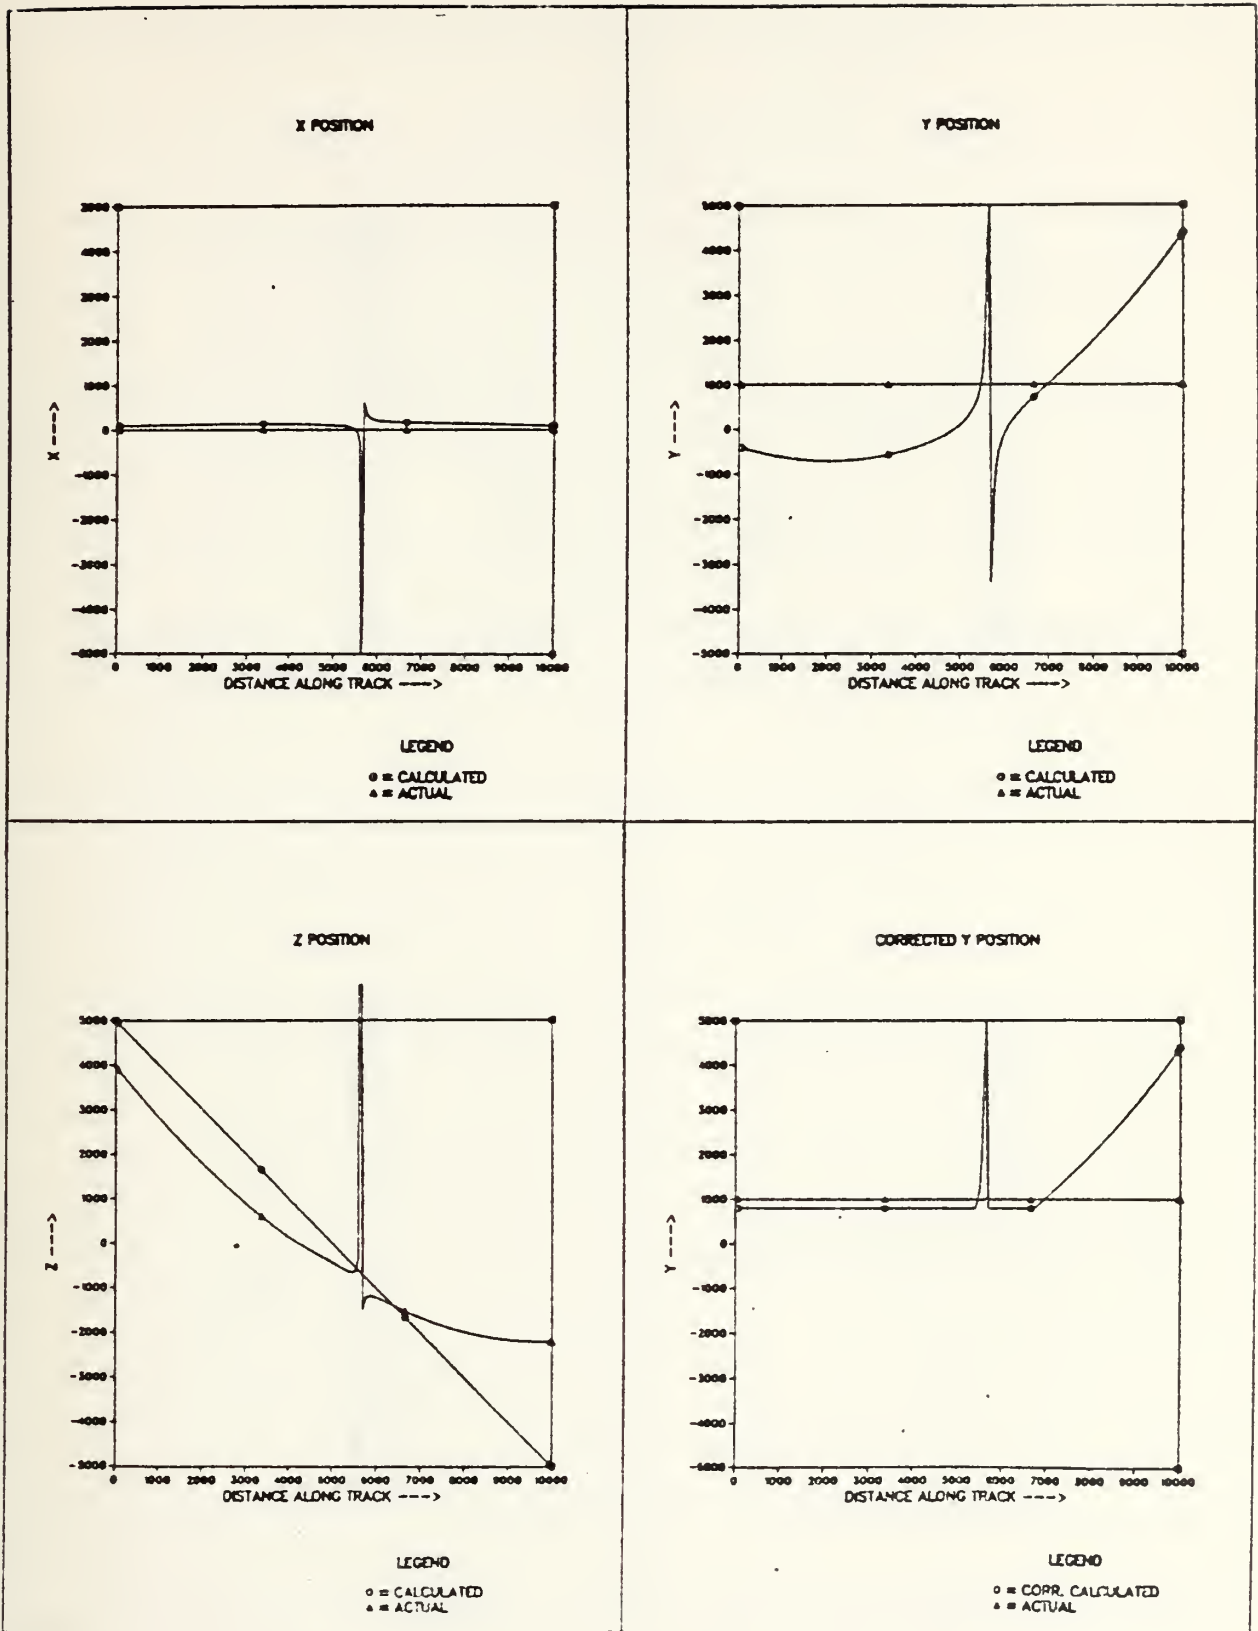 X POSITION
4000
3000
2000
1000
0
-1000
-2000
-3000
-4000
-5000
X ---->
0 1000 2000 3000 4000 5000 6000 7000 8000 9000 10000
DISTANCE ALONG TRACK ---->
LEGEND
o = CALCULATED
▲ = ACTUAL
Y POSITION
5000
4000
3000
2000
1000
0
-1000
-2000
-3000
-4000
-5000
Y ---->
0 1000 2000 3000 4000 5000 6000 7000 8000 9000 10000
DISTANCE ALONG TRACK ---->
LEGEND
o = CALCULATED
▲ = ACTUAL
Z POSITION
5000
4000
3000
2000
1000
0
-1000
-2000
-3000
-4000
-5000
Z ---->
0 1000 2000 3000 4000 5000 6000 7000 8000 9000 10000
DISTANCE ALONG TRACK ---->
LEGEND
o = CALCULATED
▲ = ACTUAL
CORRECTED Y POSITION
5000
4000
3000
2000
1000
0
-1000
-2000
-3000
-4000
-5000
Y ---->
0 1000 2000 3000 4000 5000 6000 7000 8000 9000 10000
DISTANCE ALONG TRACK ---->
LEGEND
o = CORR. CALCULATED
▲ = ACTUAL